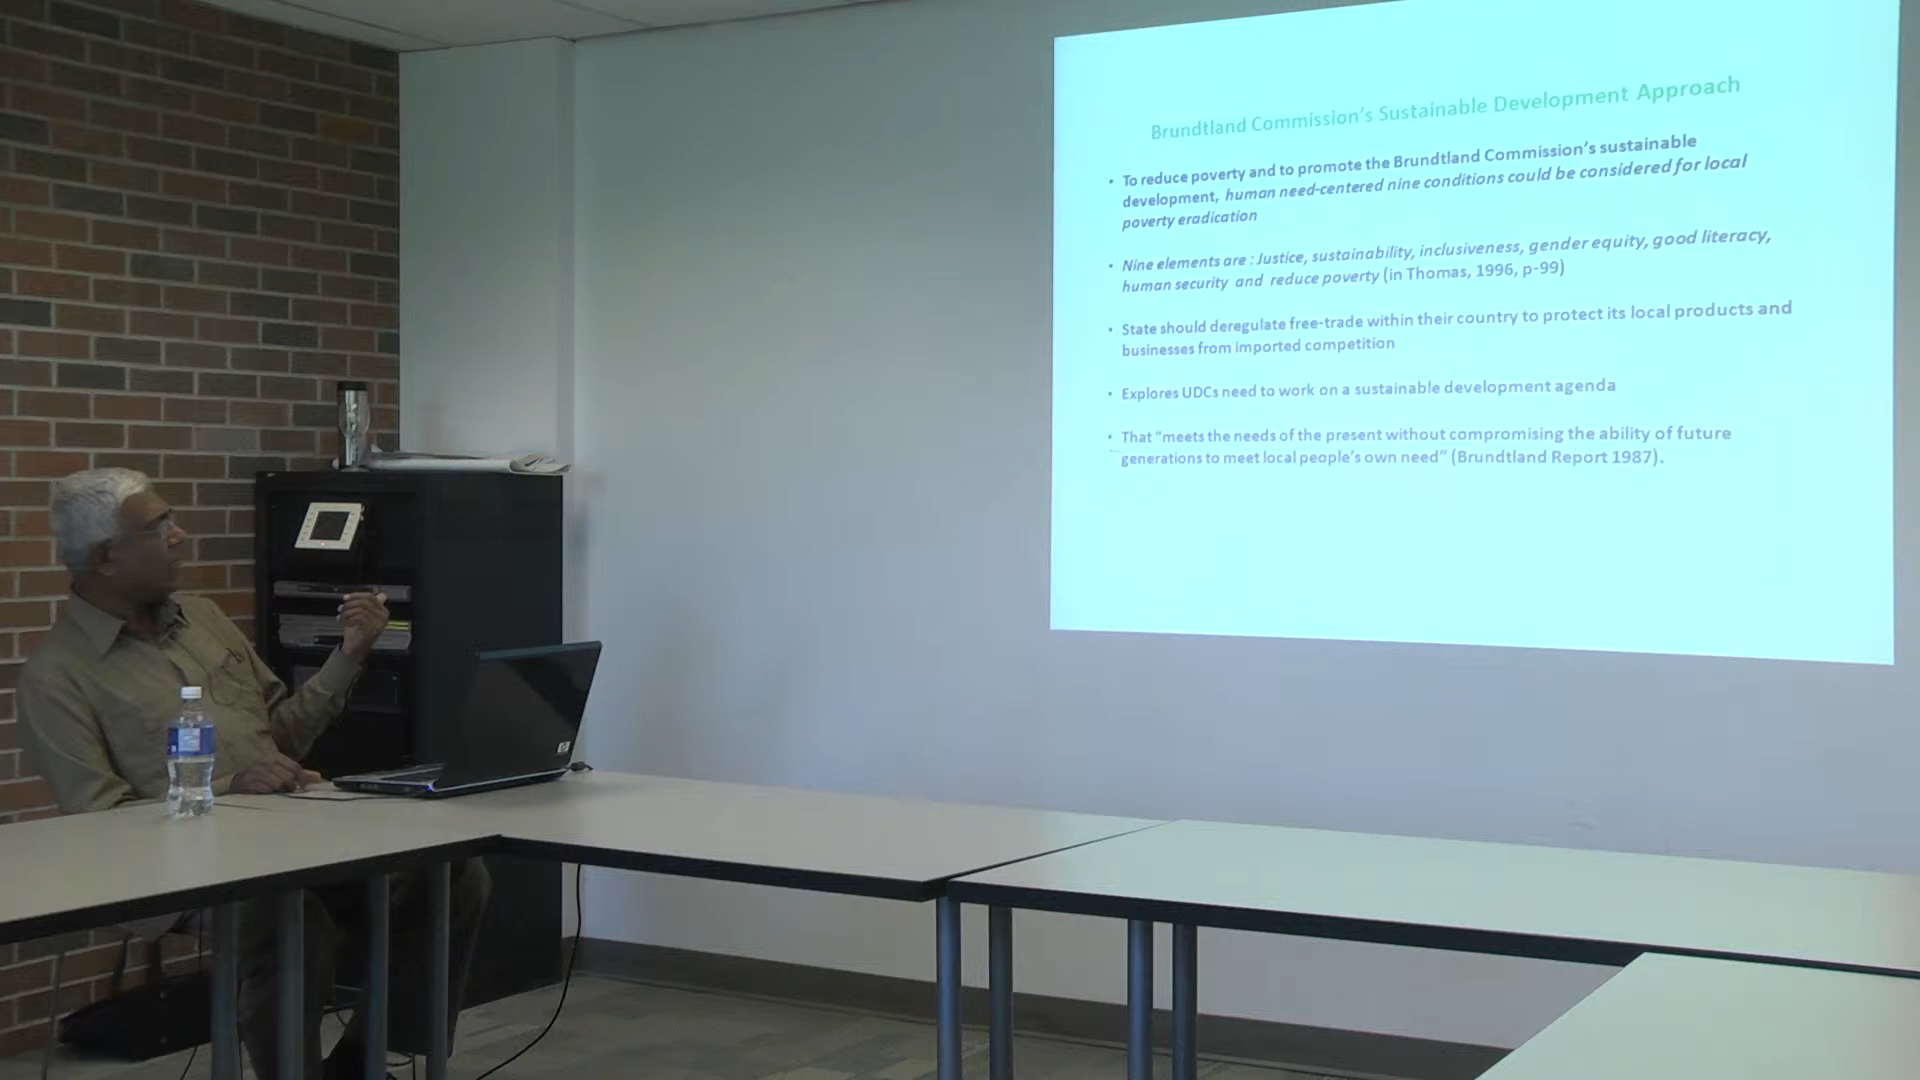 Brundtland Commission's Sustainable Development Approach
• To reduce poverty and to promote the Brundtland Commission's sustainable
development, human need-centered nine conditions could be considered for local
poverty eradication
• Nine elements are : Justice, sustainability, inclusiveness, gender equity, good literacy,
human security and reduce poverty (in Thomas, 1996, p-99)
• State should deregulate free-trade within their country to protect its local products and
businesses from imported competition
• Explores UDCs need to work on a sustainable development agenda
• That "meets the needs of the present without compromising the ability of future
generations to meet local people's own need" (Brundtland Report 1987).
hp